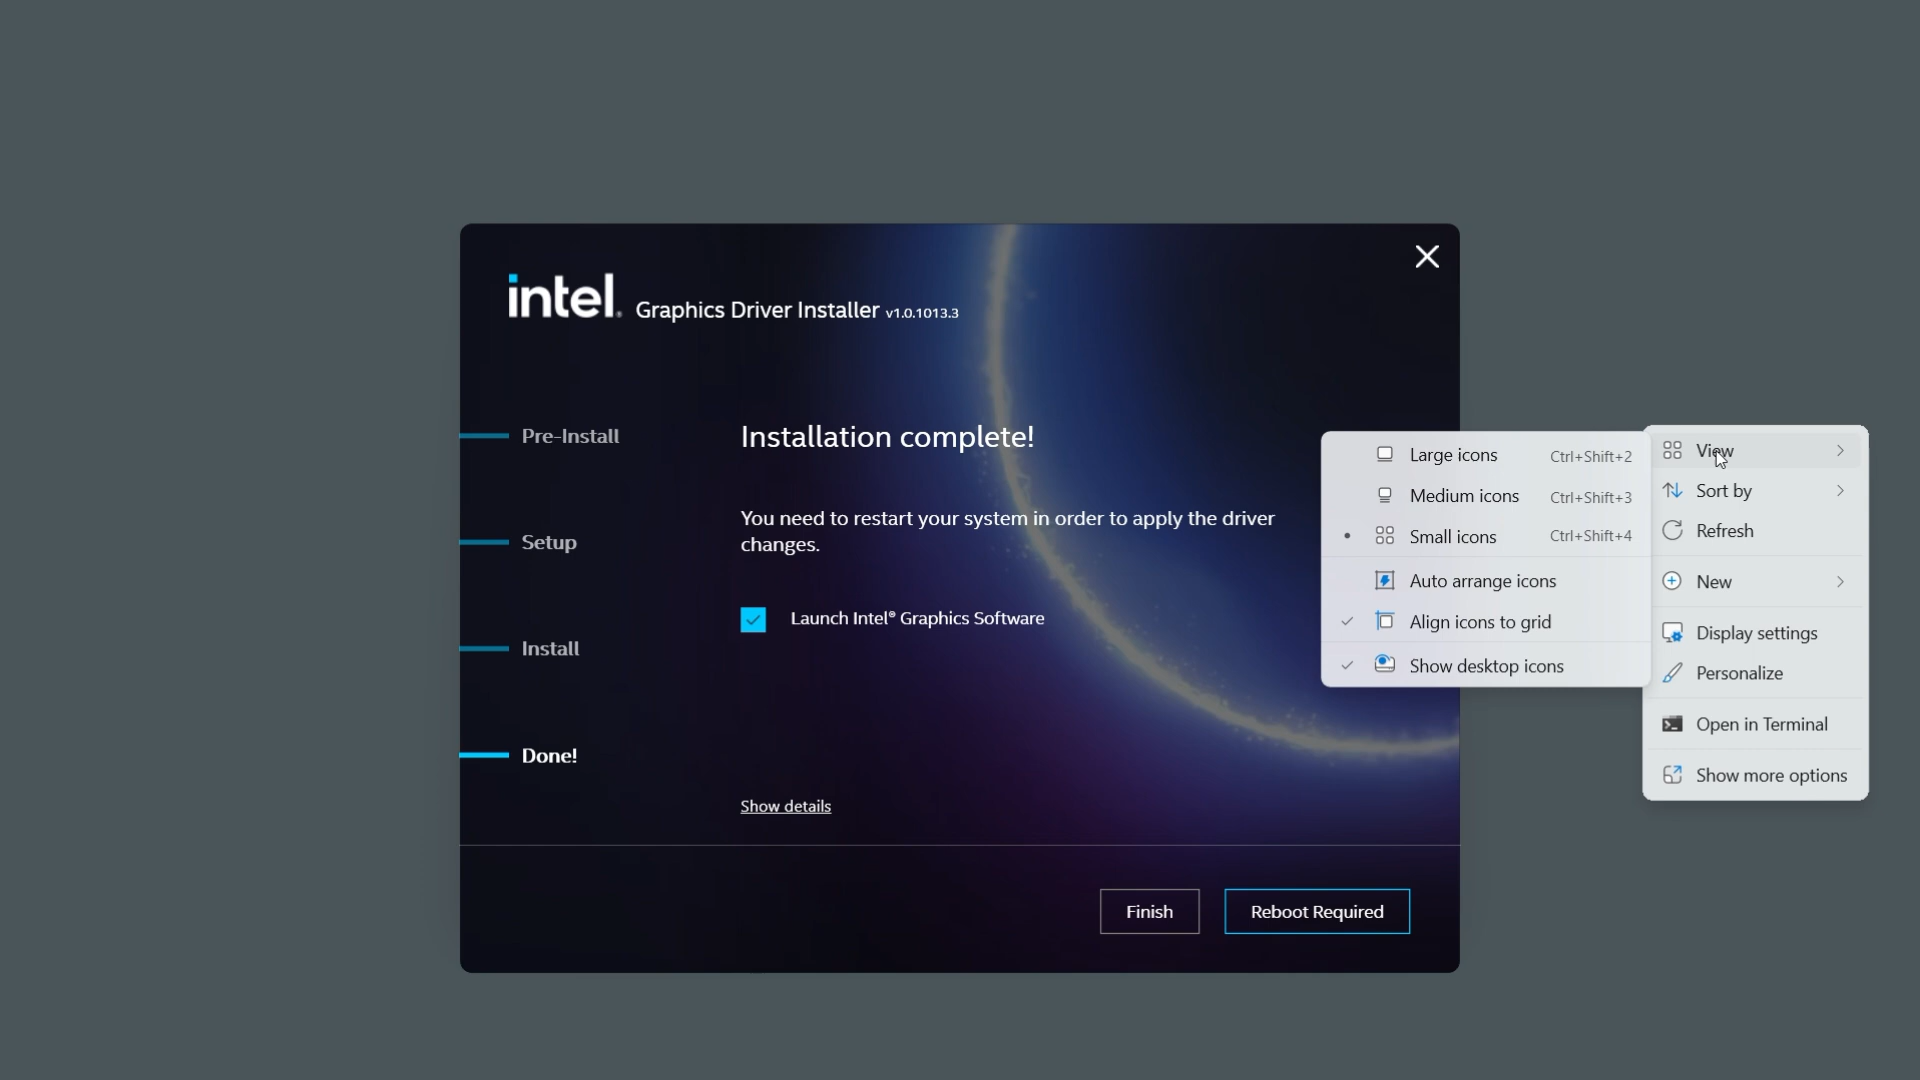 intel. Graphics Driver Installer v1.0.1013.3
Pre-Install
Setup
Install
Done!
Installation complete!
You need to restart your system in order to apply the driver
changes.
Launch Intel® Graphics Software
Show details
Finish
Reboot Required
Large icons Ctrl+Shift+2
Medium icons Ctrl+Shift+3
Small icons Ctrl+Shift+4
Auto arrange icons
Align icons to grid
Show desktop icons
View
Sort by
Refresh
New
Display settings
Personalize
Open in Terminal
Show more options